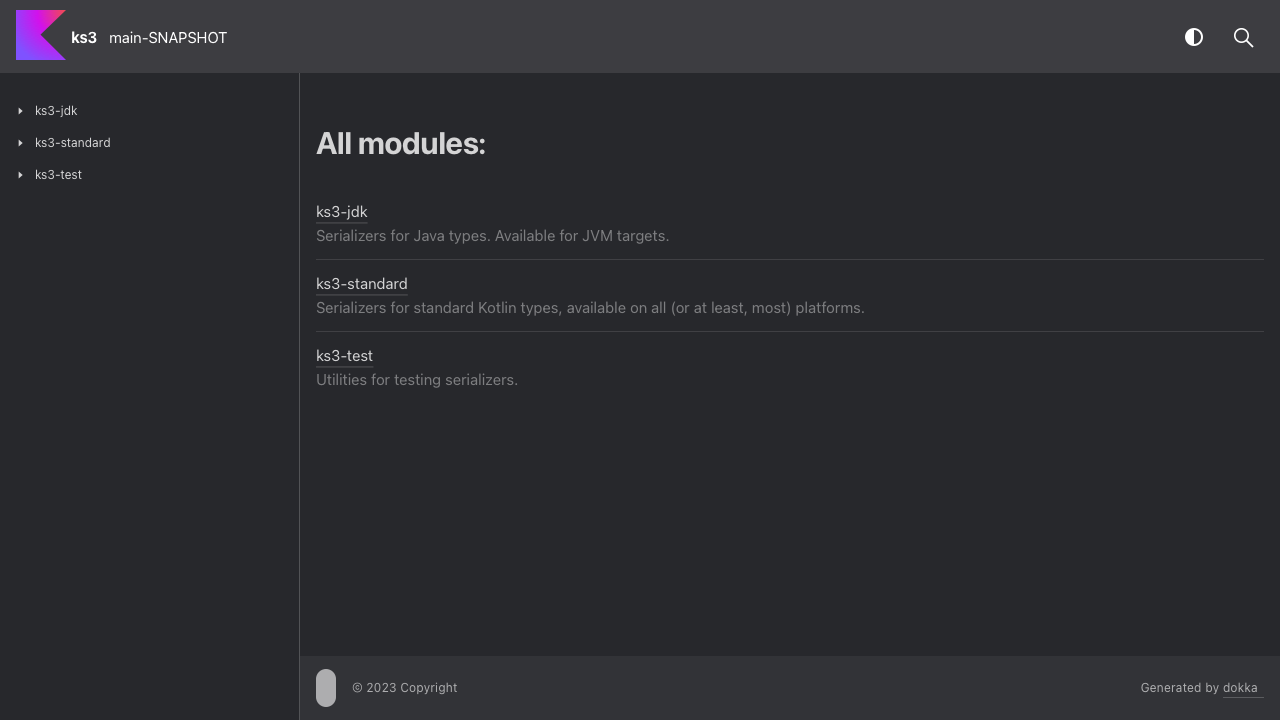 ks3 main-SNAPSHOT
ks3-jdk
ks3-standard
ks3-test
All modules:
ks3-jdk
Serializers for Java types. Available for JVM targets.
ks3-standard
Serializers for standard Kotlin types, available on all (or at least, most) platforms.
ks3-test
Utilities for testing serializers.
© 2023 Copyright
Generated by dokka